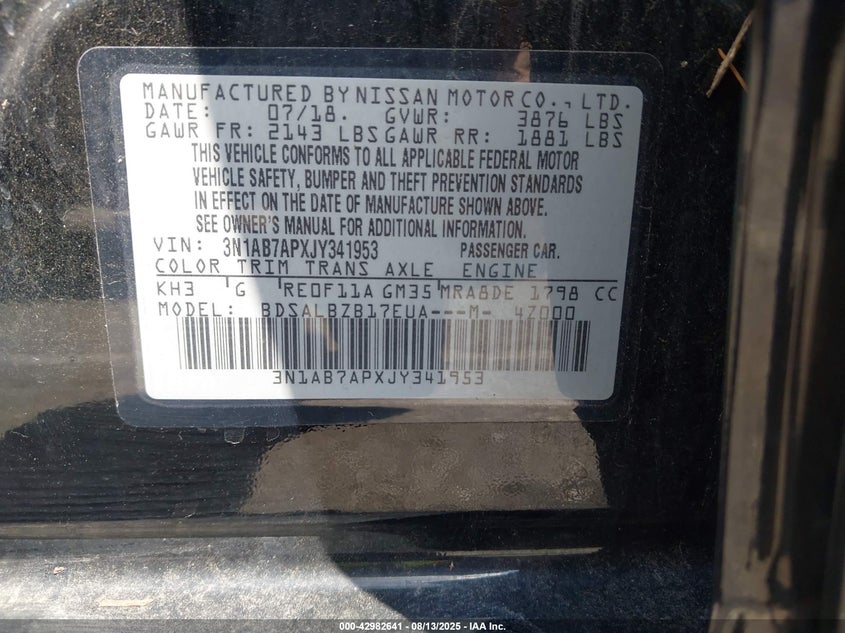 MANUFACTURED BY NISSAN MOTOR CO., LTD.
DATE: 07/18. GVWR: 3876 LBS
GAWR FR: 2143 LBS GAWR RR: 1881 LBS
THIS VEHICLE CONFORMS TO ALL APPLICABLE FEDERAL MOTOR
VEHICLE SAFETY, BUMPER AND THEFT PREVENTION STANDARDS
IN EFFECT ON THE DATE OF MANUFACTURE SHOWN ABOVE.
SEE OWNER'S MANUAL FOR ADDITIONAL INFORMATION.
VIN: 3N1AB7APXJY341953 PASSENGER CAR.
COLOR TRIM TRANS AXLE ENGINE
KH3 G RE0F11A GM35 MRA8DE 1798 CC
MODEL: BDSALBZB17EUA---M- 47000
3N1AB7APXJY341953
000-42982641 - 08/13/2025 - IAA Inc.